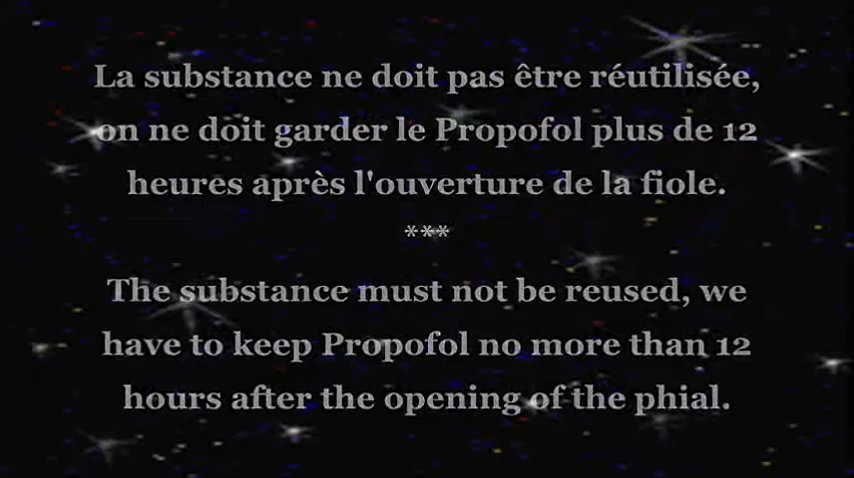 La substance ne doit pas être réutilisée,
on ne doit garder le Propofol plus de 12
heures après l'ouverture de la fiole.
***
The substance must not be reused, we
have to keep Propofol no more than 12
hours after the opening of the phial.